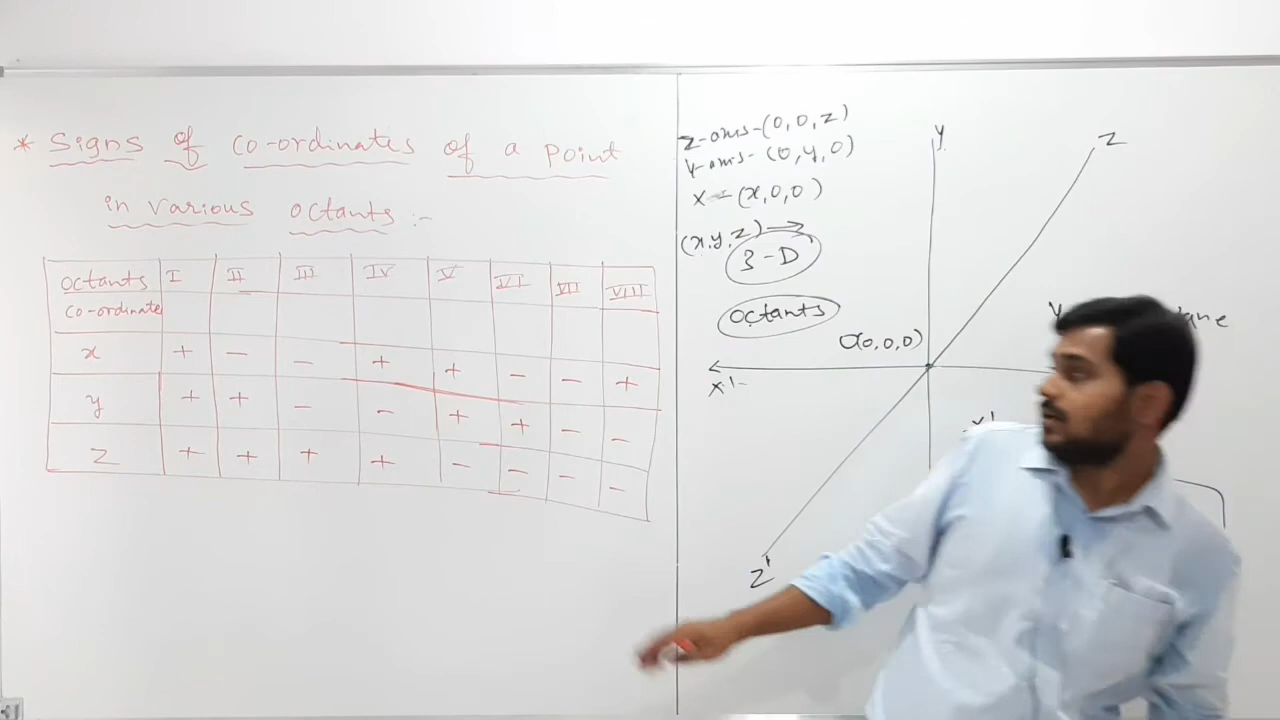 * Signs of co-ordinates of a point
in various octants :-
octants I II III IV V VI VII VIII
co-ordinate
x + - - + + - - +
y + + - - + + - -
z + + + + - - - -
z-axis-(0,0,z)
y-axis-(0,y,0)
x-(x,0,0)
(x,y,z)→
3-D
octants
O(0,0,0)
y
z
x'
z'